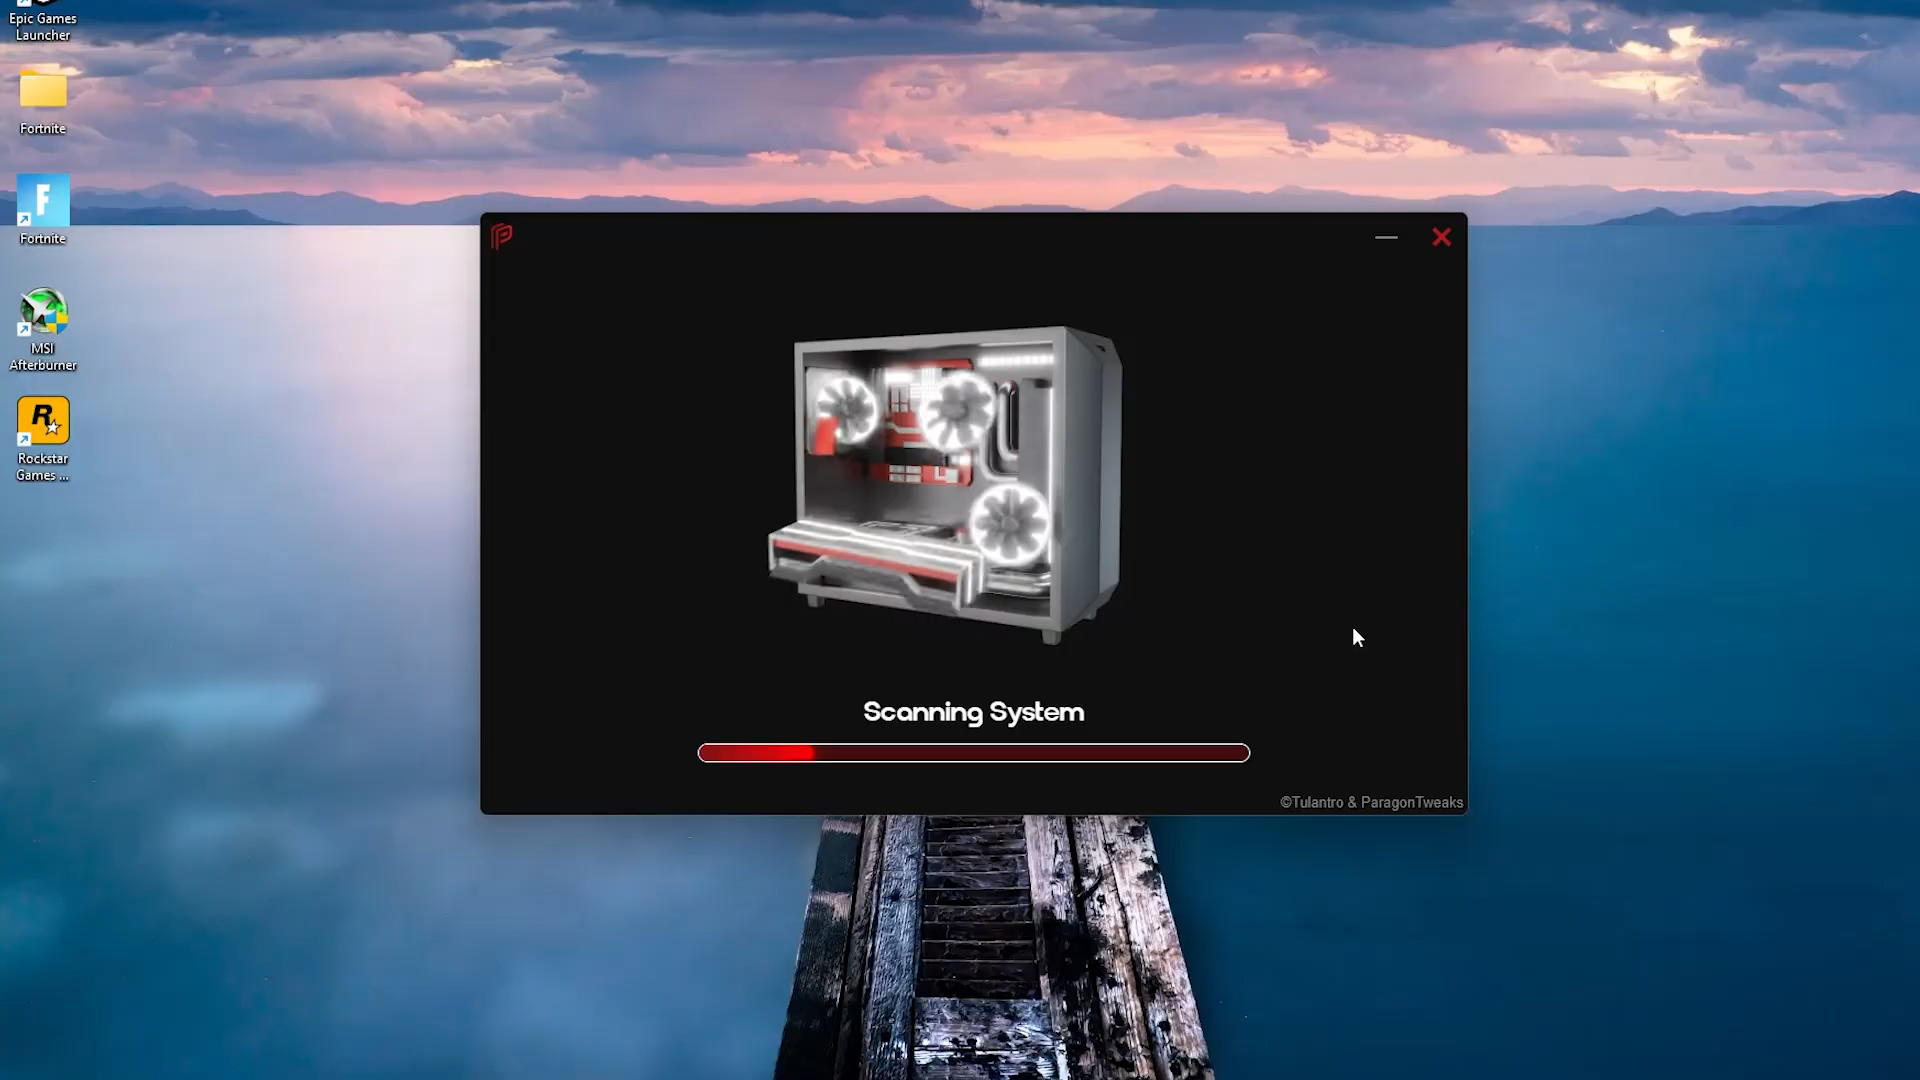 Epic Games
Launcher
Fortnite
F
Fortnite
MSI
Afterburner
R
Rockstar
Games ...
Scanning System
©Tulantro & ParagonTweaks